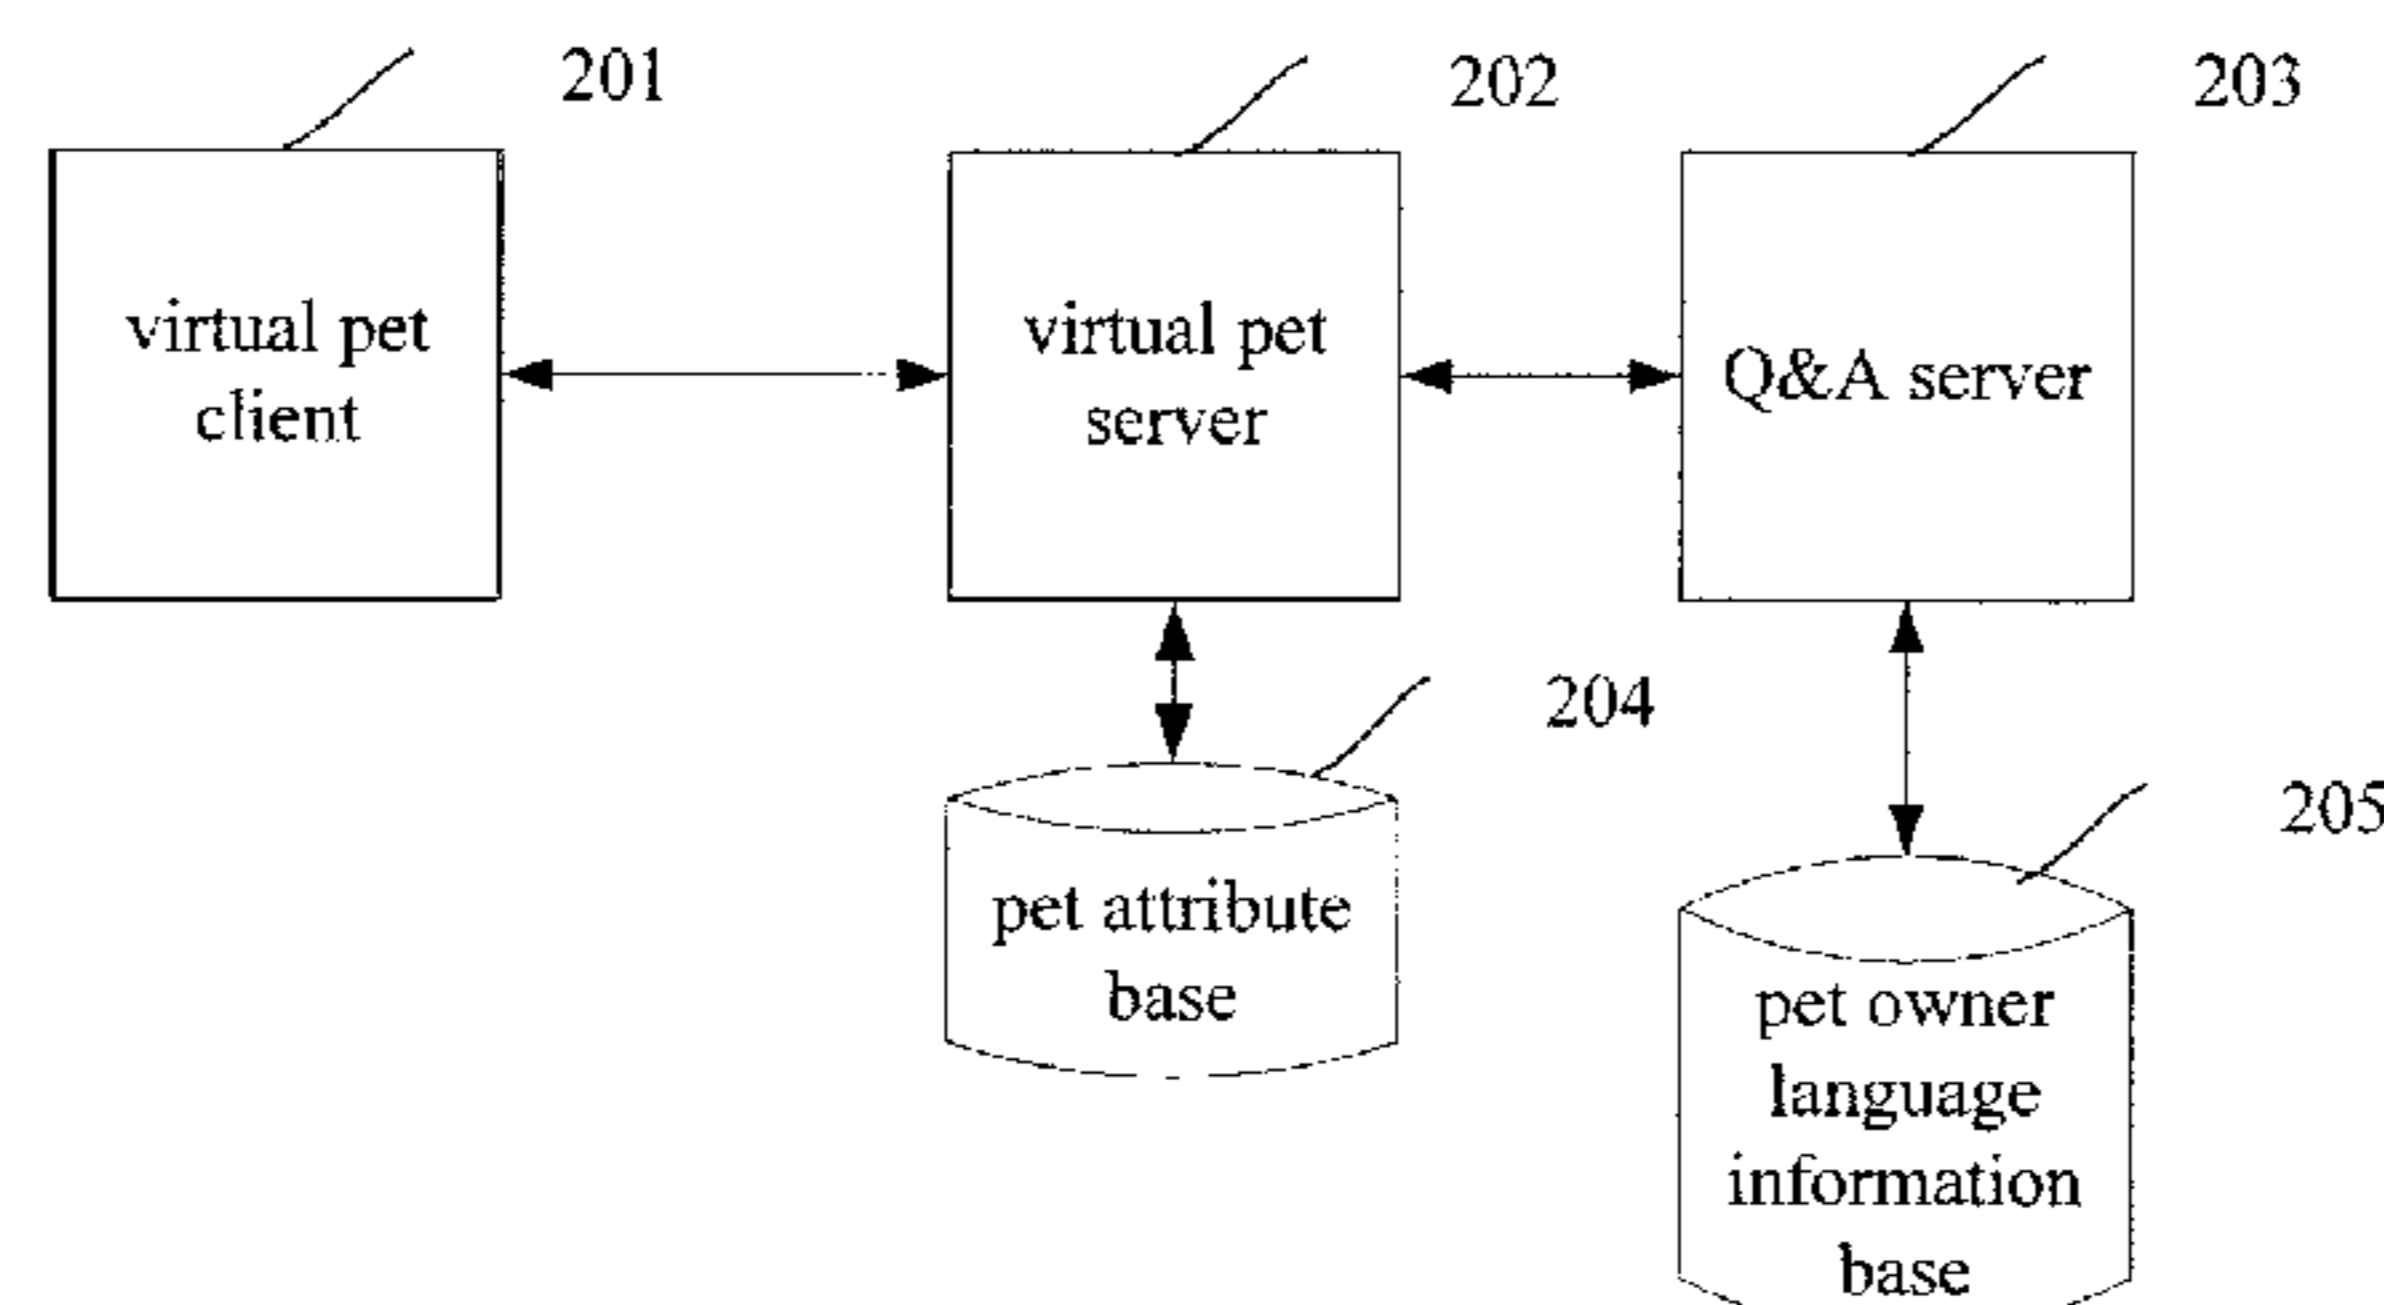 201
202
203
virtual pet
client
virtual pet
server
Q&A server
204
205
pet attribute
base
pet owner
language
information
base